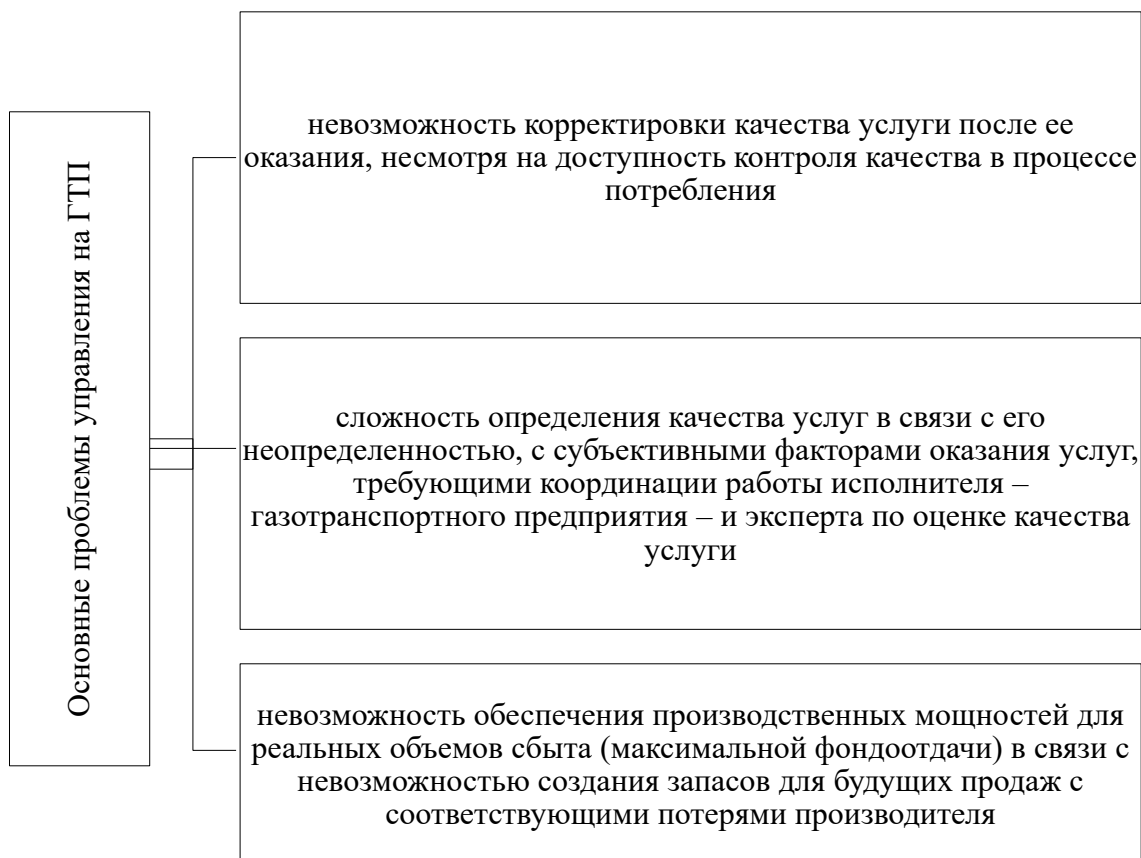 Основные проблемы управления на ГТП
невозможность корректировки качества услуги после ее
оказания, несмотря на доступность контроля качества в процессе
потребления
сложность определения качества услуг в связи с его
неопределенностью, с субъективными факторами оказания услуг,
требующими координации работы исполнителя –
газотранспортного предприятия – и эксперта по оценке качества
услуги
невозможность обеспечения производственных мощностей для
реальных объемов сбыта (максимальной фондоотдачи) в связи с
невозможностью создания запасов для будущих продаж с
соответствующими потерями производителя